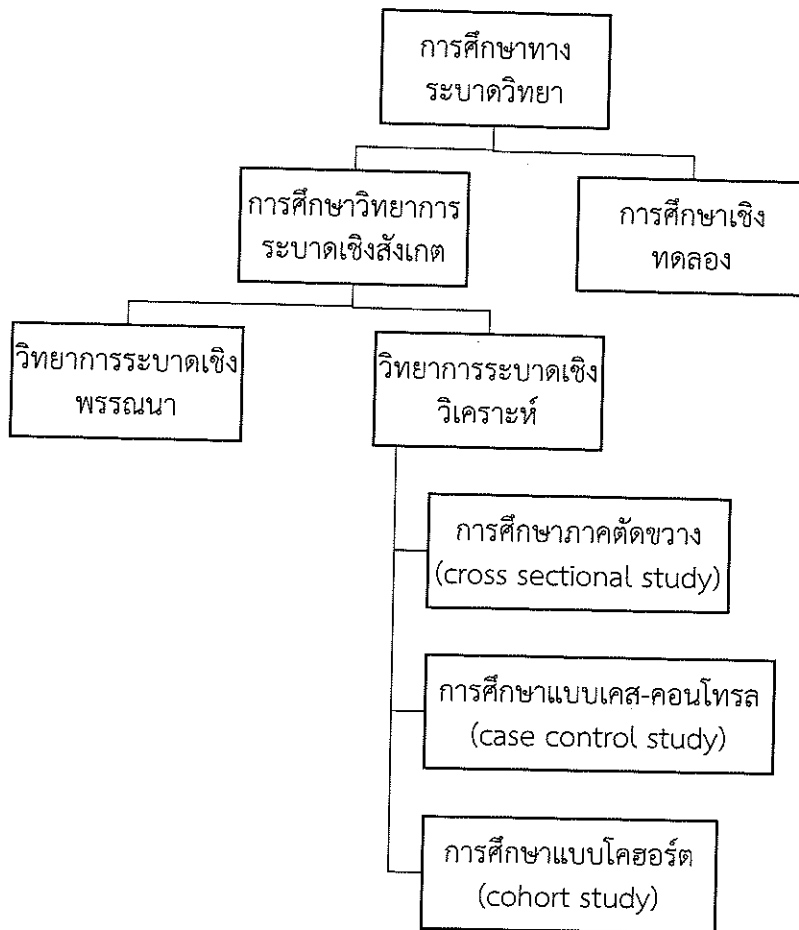 การศึกษาทาง
ระบาดวิทยา
การศึกษาวิทยาการ
ระบาดเชิงสังเกต
การศึกษาเชิง
ทดลอง
วิทยาการระบาดเชิง
พรรณนา
วิทยาการระบาดเชิง
วิเคราะห์
การศึกษาภาคตัดขวาง
(cross sectional study)
การศึกษาแบบเคส-คอนโทรล
(case control study)
การศึกษาแบบโคฮอร์ต
(cohort study)